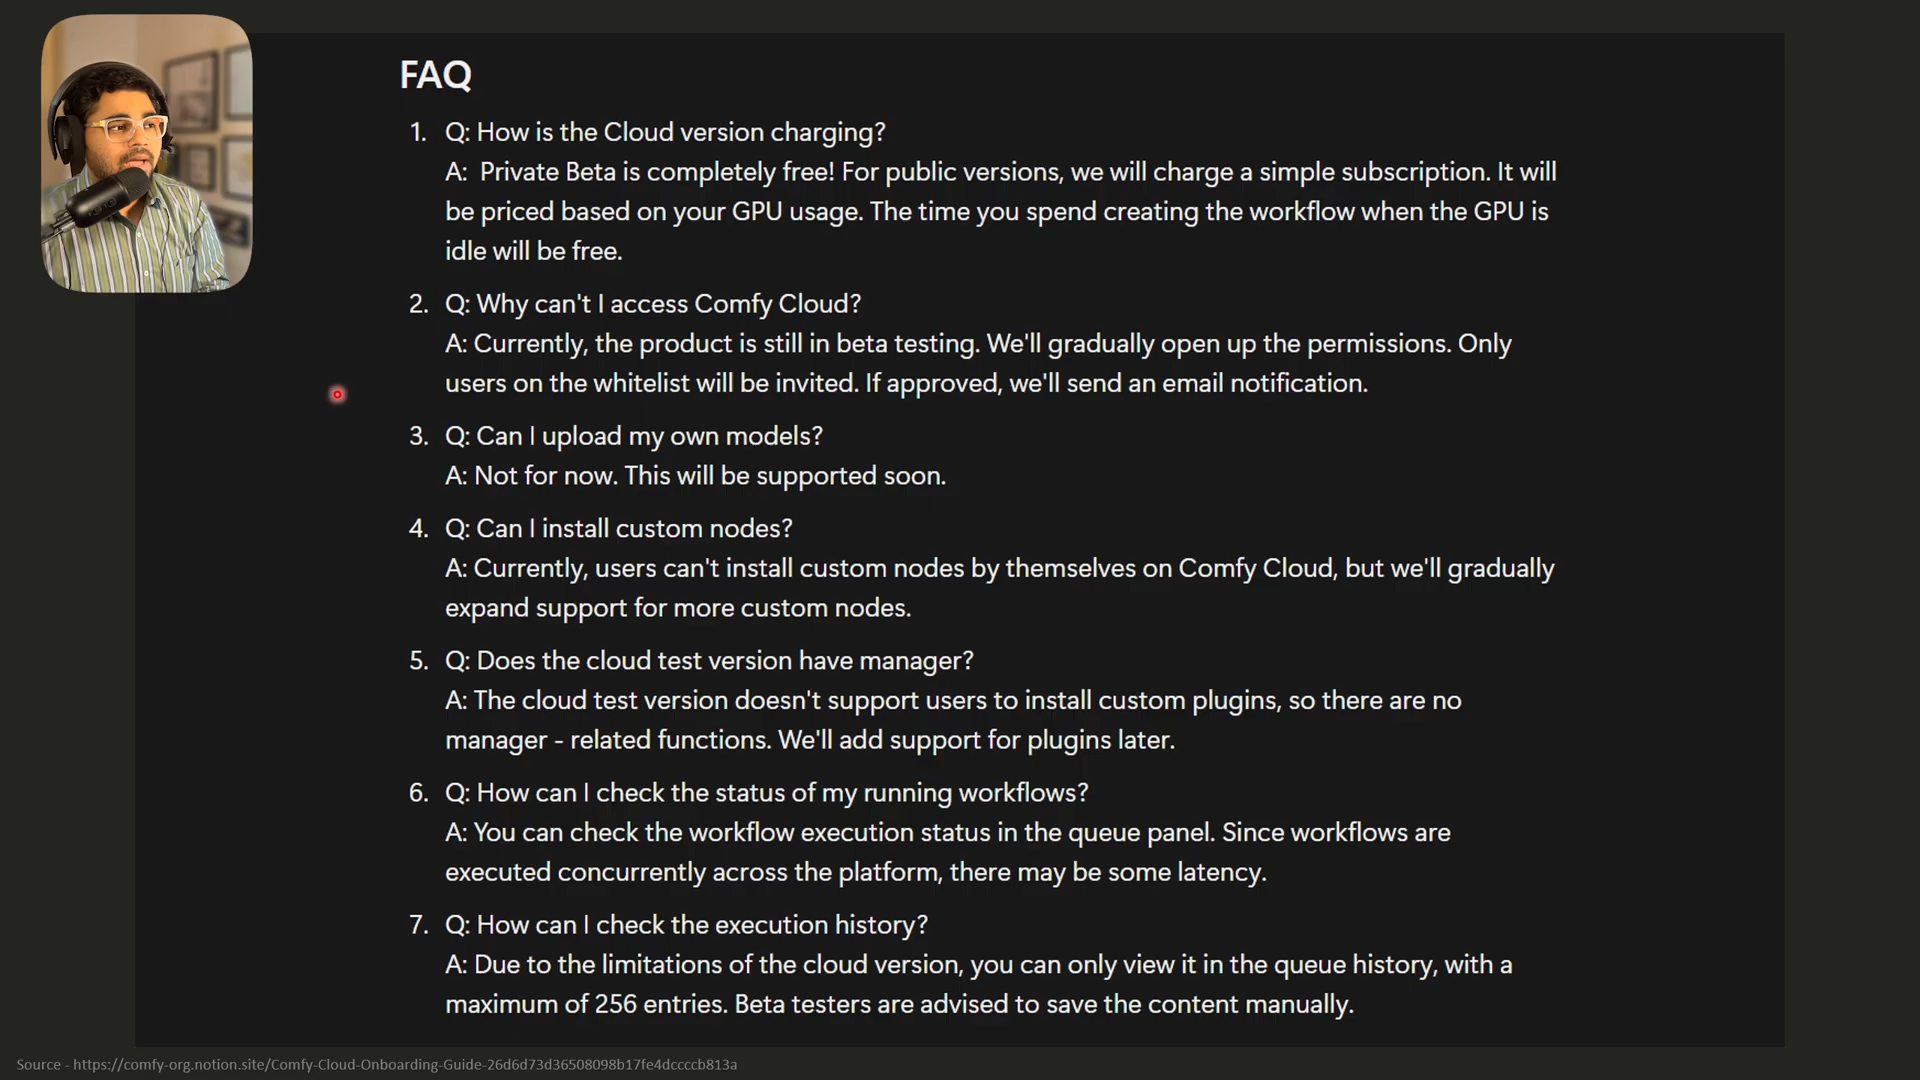 FAQ
1. Q: How is the Cloud version charging?
A: Private Beta is completely free! For public versions, we will charge a simple subscription. It will
be priced based on your GPU usage. The time you spend creating the workflow when the GPU is
idle will be free.
2. Q: Why can't I access Comfy Cloud?
A: Currently, the product is still in beta testing. We'll gradually open up the permissions. Only
users on the whitelist will be invited. If approved, we'll send an email notification.
3. Q: Can I upload my own models?
A: Not for now. This will be supported soon.
4. Q: Can I install custom nodes?
A: Currently, users can't install custom nodes by themselves on Comfy Cloud, but we'll gradually
expand support for more custom nodes.
5. Q: Does the cloud test version have manager?
A: The cloud test version doesn't support users to install custom plugins, so there are no
manager - related functions. We'll add support for plugins later.
6. Q: How can I check the status of my running workflows?
A: You can check the workflow execution status in the queue panel. Since workflows are
executed concurrently across the platform, there may be some latency.
7. Q: How can I check the execution history?
A: Due to the limitations of the cloud version, you can only view it in the queue history, with a
maximum of 256 entries. Beta testers are advised to save the content manually.
Source - https://comfy-org.notion.site/Comfy-Cloud-Onboarding-Guide-26d6d73d36508098b17fe4dccccb813a